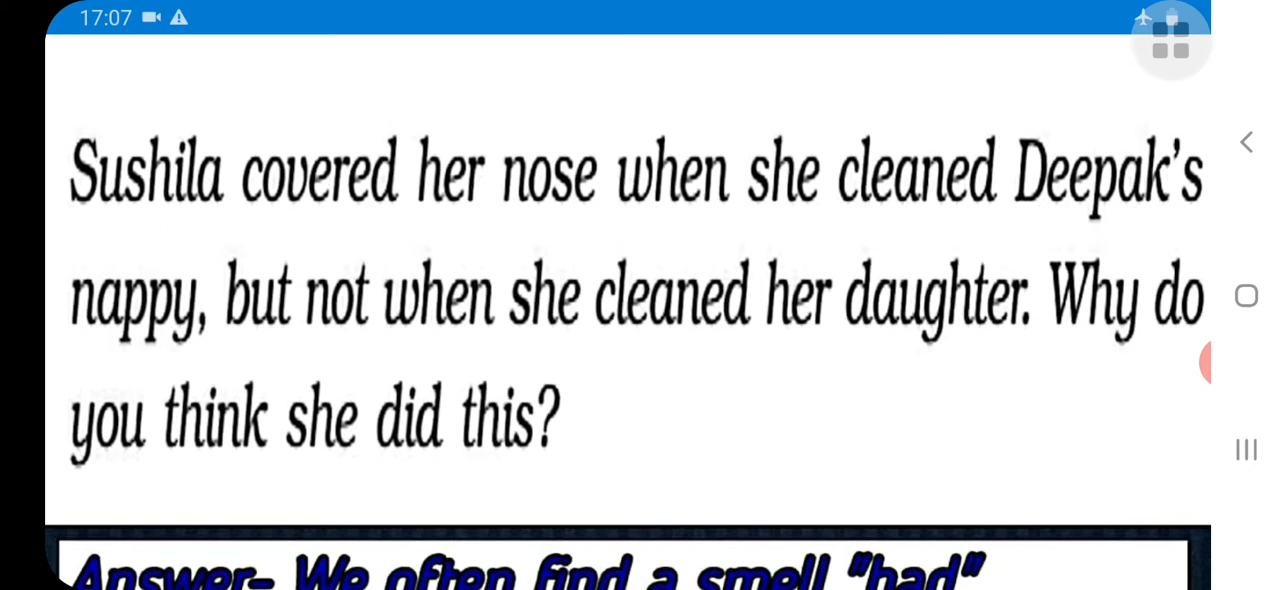 17:07
Sushila covered her nose when she cleaned Deepak's
nappy, but not when she cleaned her daughter. Why do
you think she did this?
Answer- We often find a smell "bad"